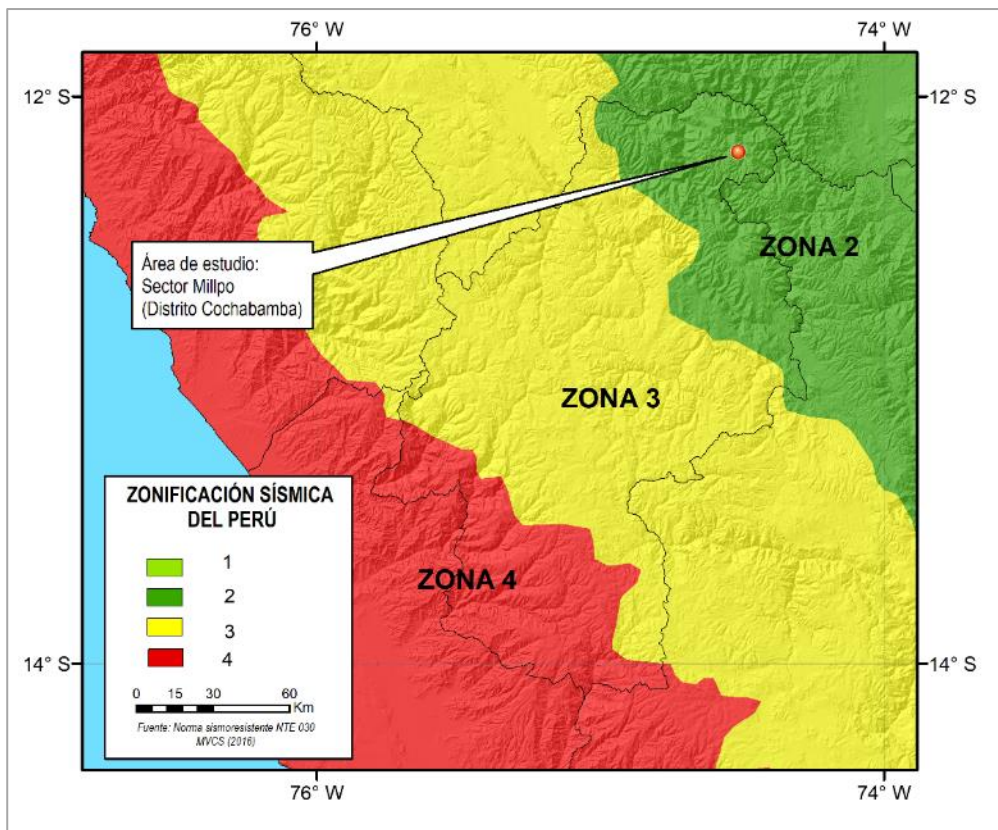 76° W
74° W
12° S
12° S
ZONA 2
Área de estudio:
Sector Millpo
(Distrito Cochabamba)
ZONA 3
ZONIFICACIÓN SÍSMICA
DEL PERÚ
1
2
3
4
0 15 30 60
Km
Fuente: Norma sismoresistente NTE 030
MVCS (2016)
ZONA 4
14° S
14° S
76° W
74° W